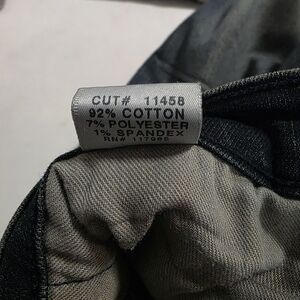 CUT# 11458
92% COTTON
7% POLYESTER
1% SPANDEX
RN#